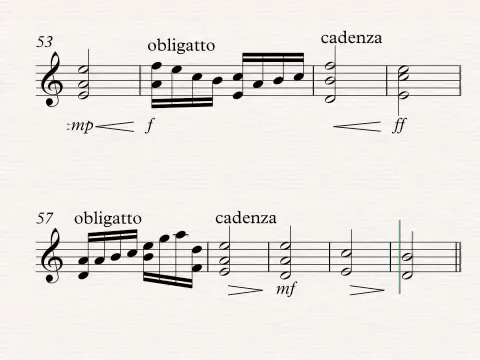 53
obligatto
cadenza
:mp f ff
57
obligatto
cadenza
mf